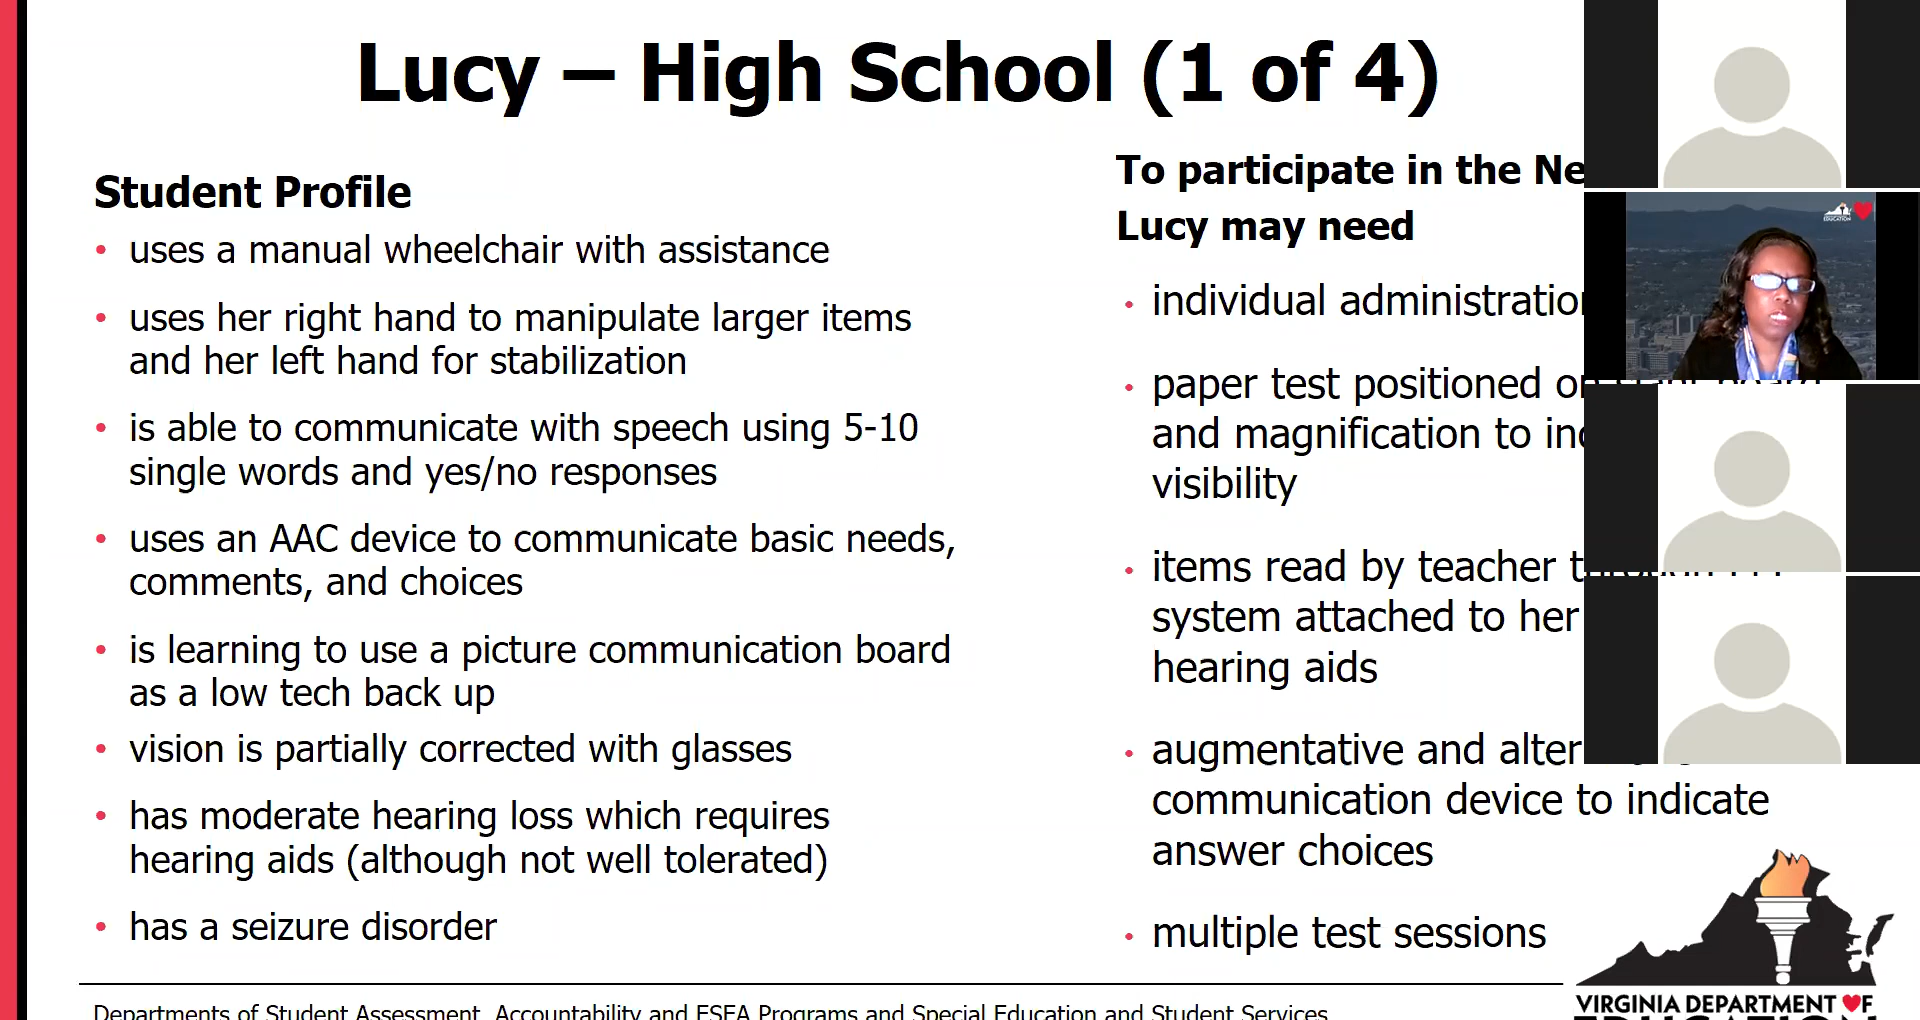 Lucy – High School (1 of 4)
Student Profile
• uses a manual wheelchair with assistance
• uses her right hand to manipulate larger items
and her left hand for stabilization
• is able to communicate with speech using 5-10
single words and yes/no responses
• uses an AAC device to communicate basic needs,
comments, and choices
• is learning to use a picture communication board
as a low tech back up
• vision is partially corrected with glasses
• has moderate hearing loss which requires
hearing aids (although not well tolerated)
• has a seizure disorder
To participate in the
Lucy may need
• individual
• paper test positioned
and magnification to
visibility
• items read by teacher
system attached to her
hearing aids
• augmentative and
communication device to indicate
answer choices
• multiple test sessions
Departments of Student Assessment, Accountability and ESEA Programs and Special Education and Student Services
VIRGINIA DEPARTMENT OF
EDUCATION